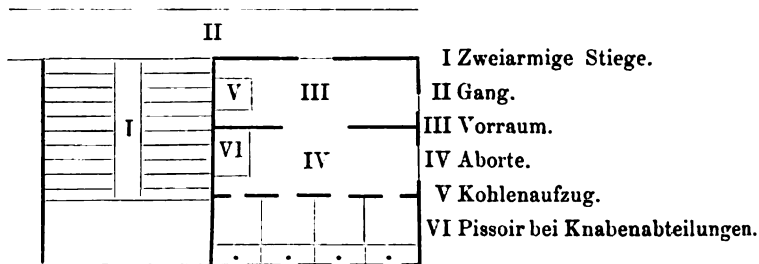 II
I Zweiarmige Stiege.
V III II Gang.
I III Vorraum.
VI IV IV Aborte.
V Kohlenaufzug.
VI Pissoir bei Knabenabteilungen.